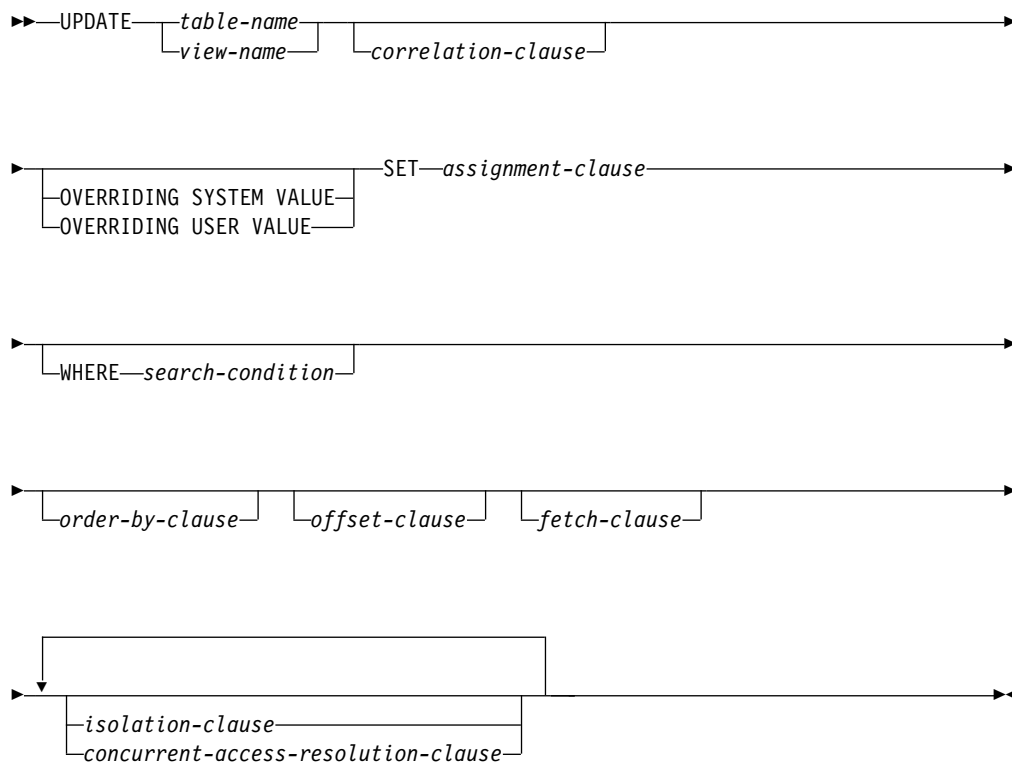 UPDATE table-name
view-name correlation-clause
OVERRIDING SYSTEM VALUE
OVERRIDING USER VALUE
SET assignment-clause
WHERE search-condition
order-by-clause offset-clause fetch-clause
isolation-clause
concurrent-access-resolution-clause